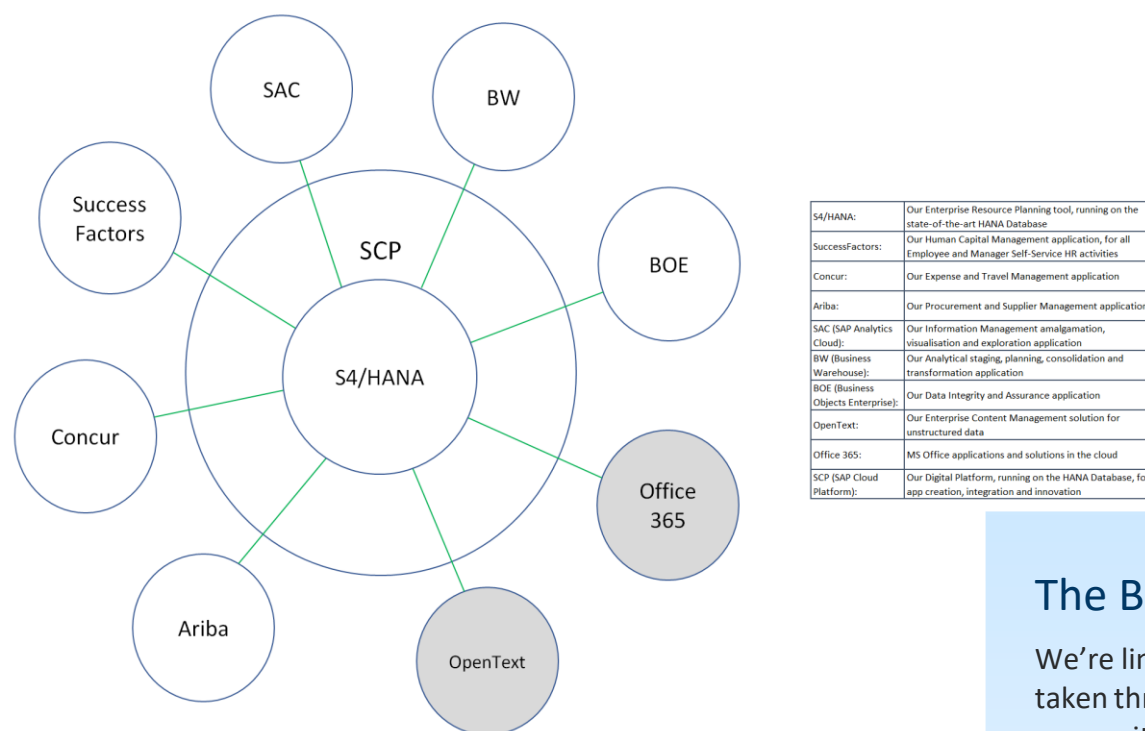 SAC
BW
Success
Factors
SCP
BOE
S4/HANA
Concur
Office
365
Ariba
OpenText
S4/HANA: Our Enterprise Resource Planning tool, running on the
state-of-the-art HANA Database
SuccessFactors: Our Human Capital Management application, for all
Employee and Manager Self-Service HR activities
Concur: Our Expense and Travel Management application
Ariba: Our Procurement and Supplier Management application
SAC (SAP Analytics Our Information Management amalgamation,
Cloud): visualisation and exploration application
BW (Business Our Analytical staging, planning, consolidation and
Warehouse): transformation application
BOE (Business
Objects Enterprise): Our Data Integrity and Assurance application
OpenText: Our Enterprise Content Management solution for
unstructured data
Office 365: MS Office applications and solutions in the cloud
SCP (SAP Cloud Our Digital Platform, running on the HANA Database, fo
Platform): app creation, integration and innovation
The B
We're lin
taken thr